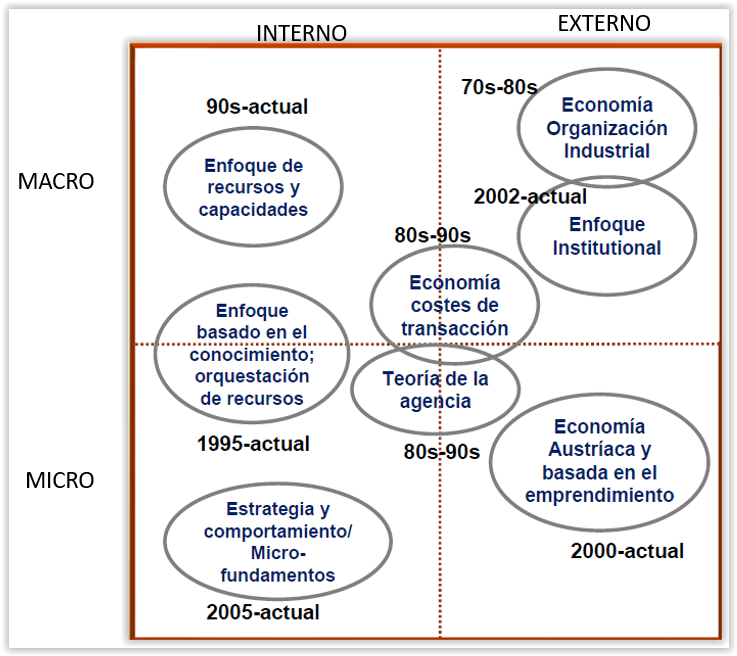 INTERNO
EXTERNO
MACRO
MICRO
90s-actual
Enfoque de
recursos y
capacidades
70s-80s
Economía
Organización
Industrial
2002-actual
Enfoque
Institutional
80s-90s
Economía
costes de
transacción
Enfoque
basado en el
conocimiento;
orquestación
de recursos
1995-actual
Teoría de la
agencia
80s-90s
Economía
Austríaca y
basada en el
emprendimiento
2000-actual
Estrategia y
comportamiento/
Micro-
fundamentos
2005-actual